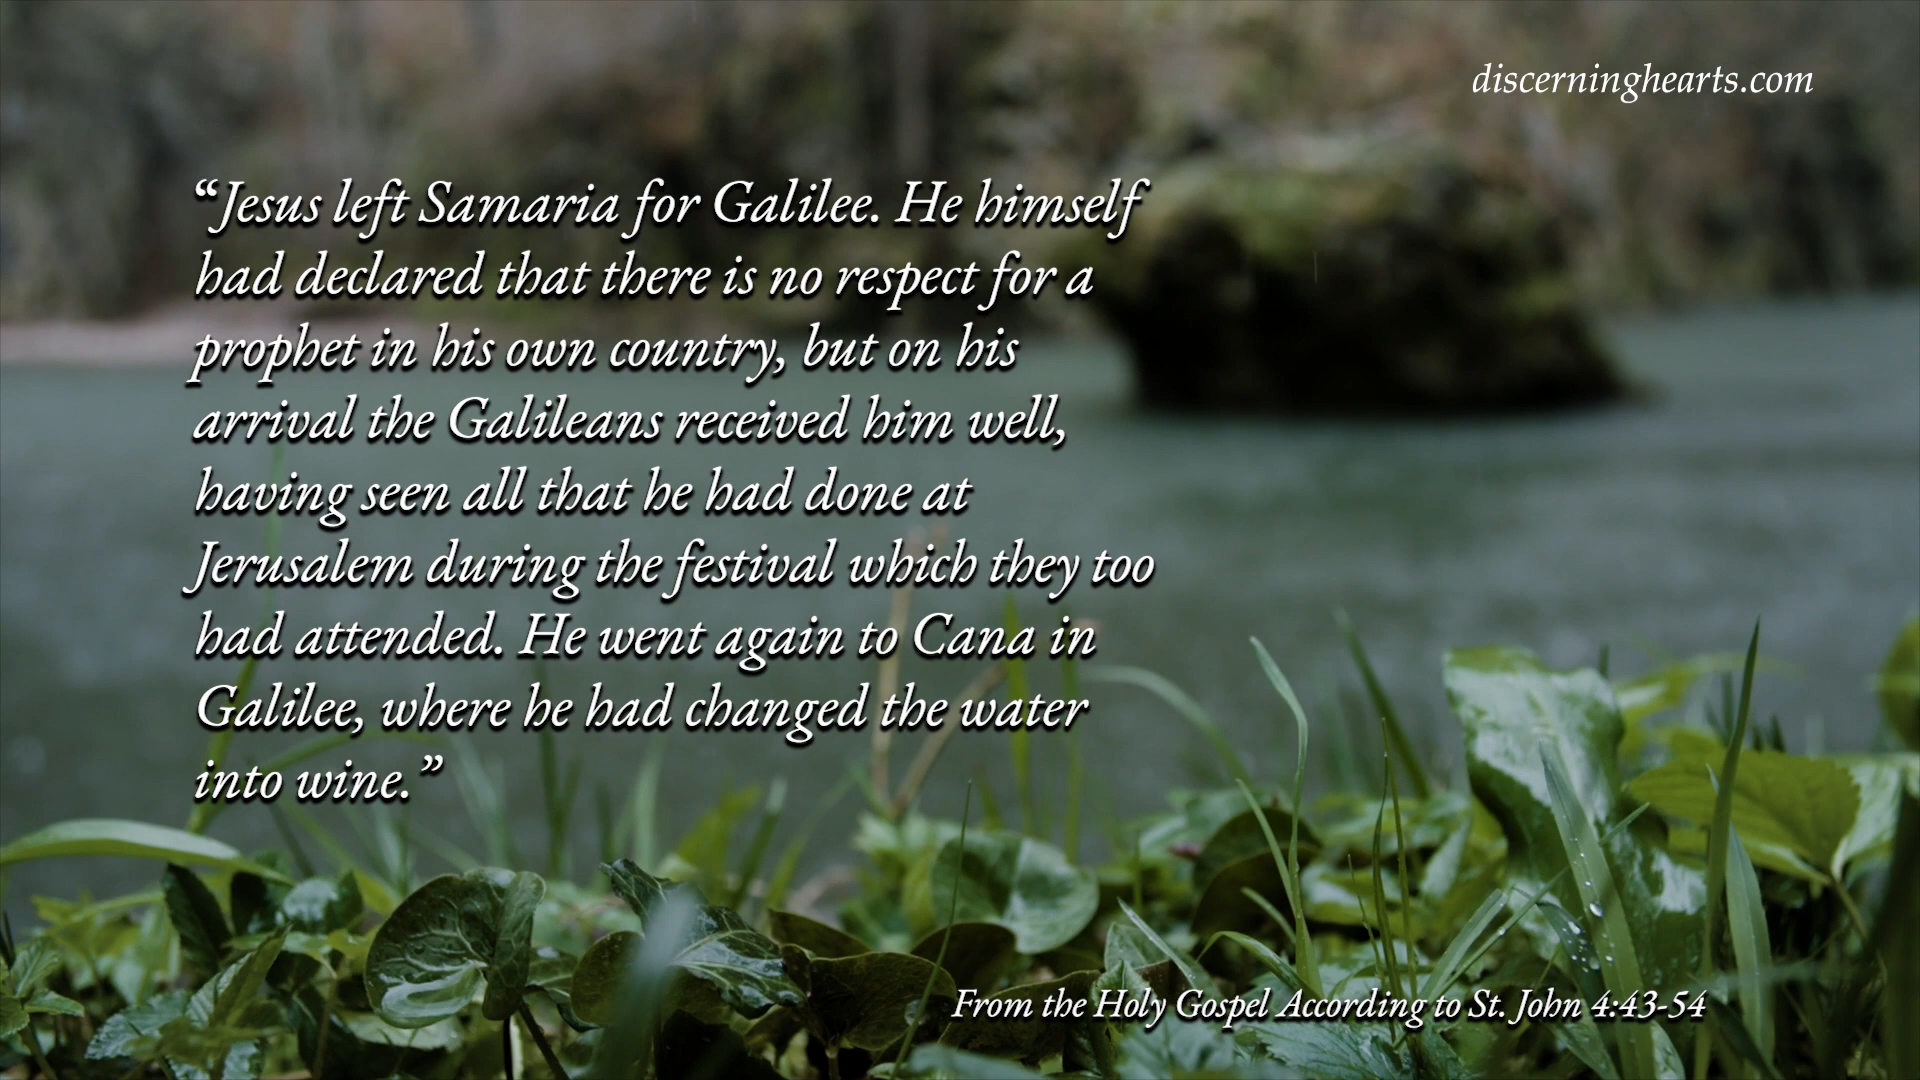 discerninghearts.com
“Jesus left Samaria for Galilee. He himself
had declared that there is no respect for a
prophet in his own country, but on his
arrival the Galileans received him well,
having seen all that he had done at
Jerusalem during the festival which they too
had attended. He went again to Cana in
Galilee, where he had changed the water
into wine.”
From the Holy Gospel According to St. John 4:43-54